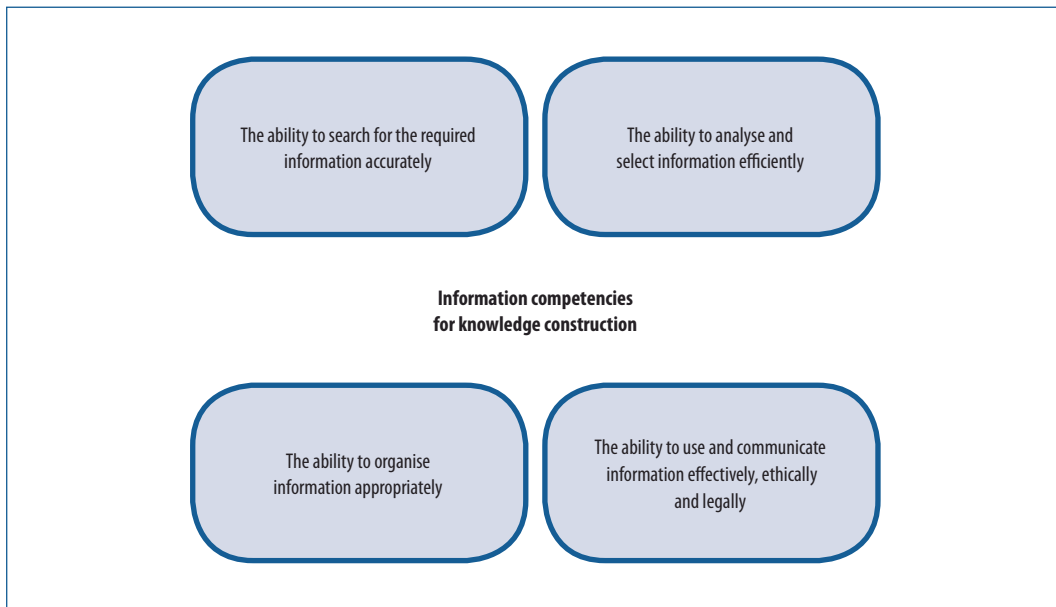 The ability to search for the required
information accurately
The ability to analyse and
select information efficiently
Information competencies
for knowledge construction
The ability to organise
information appropriately
The ability to use and communicate
information effectively, ethically
and legally